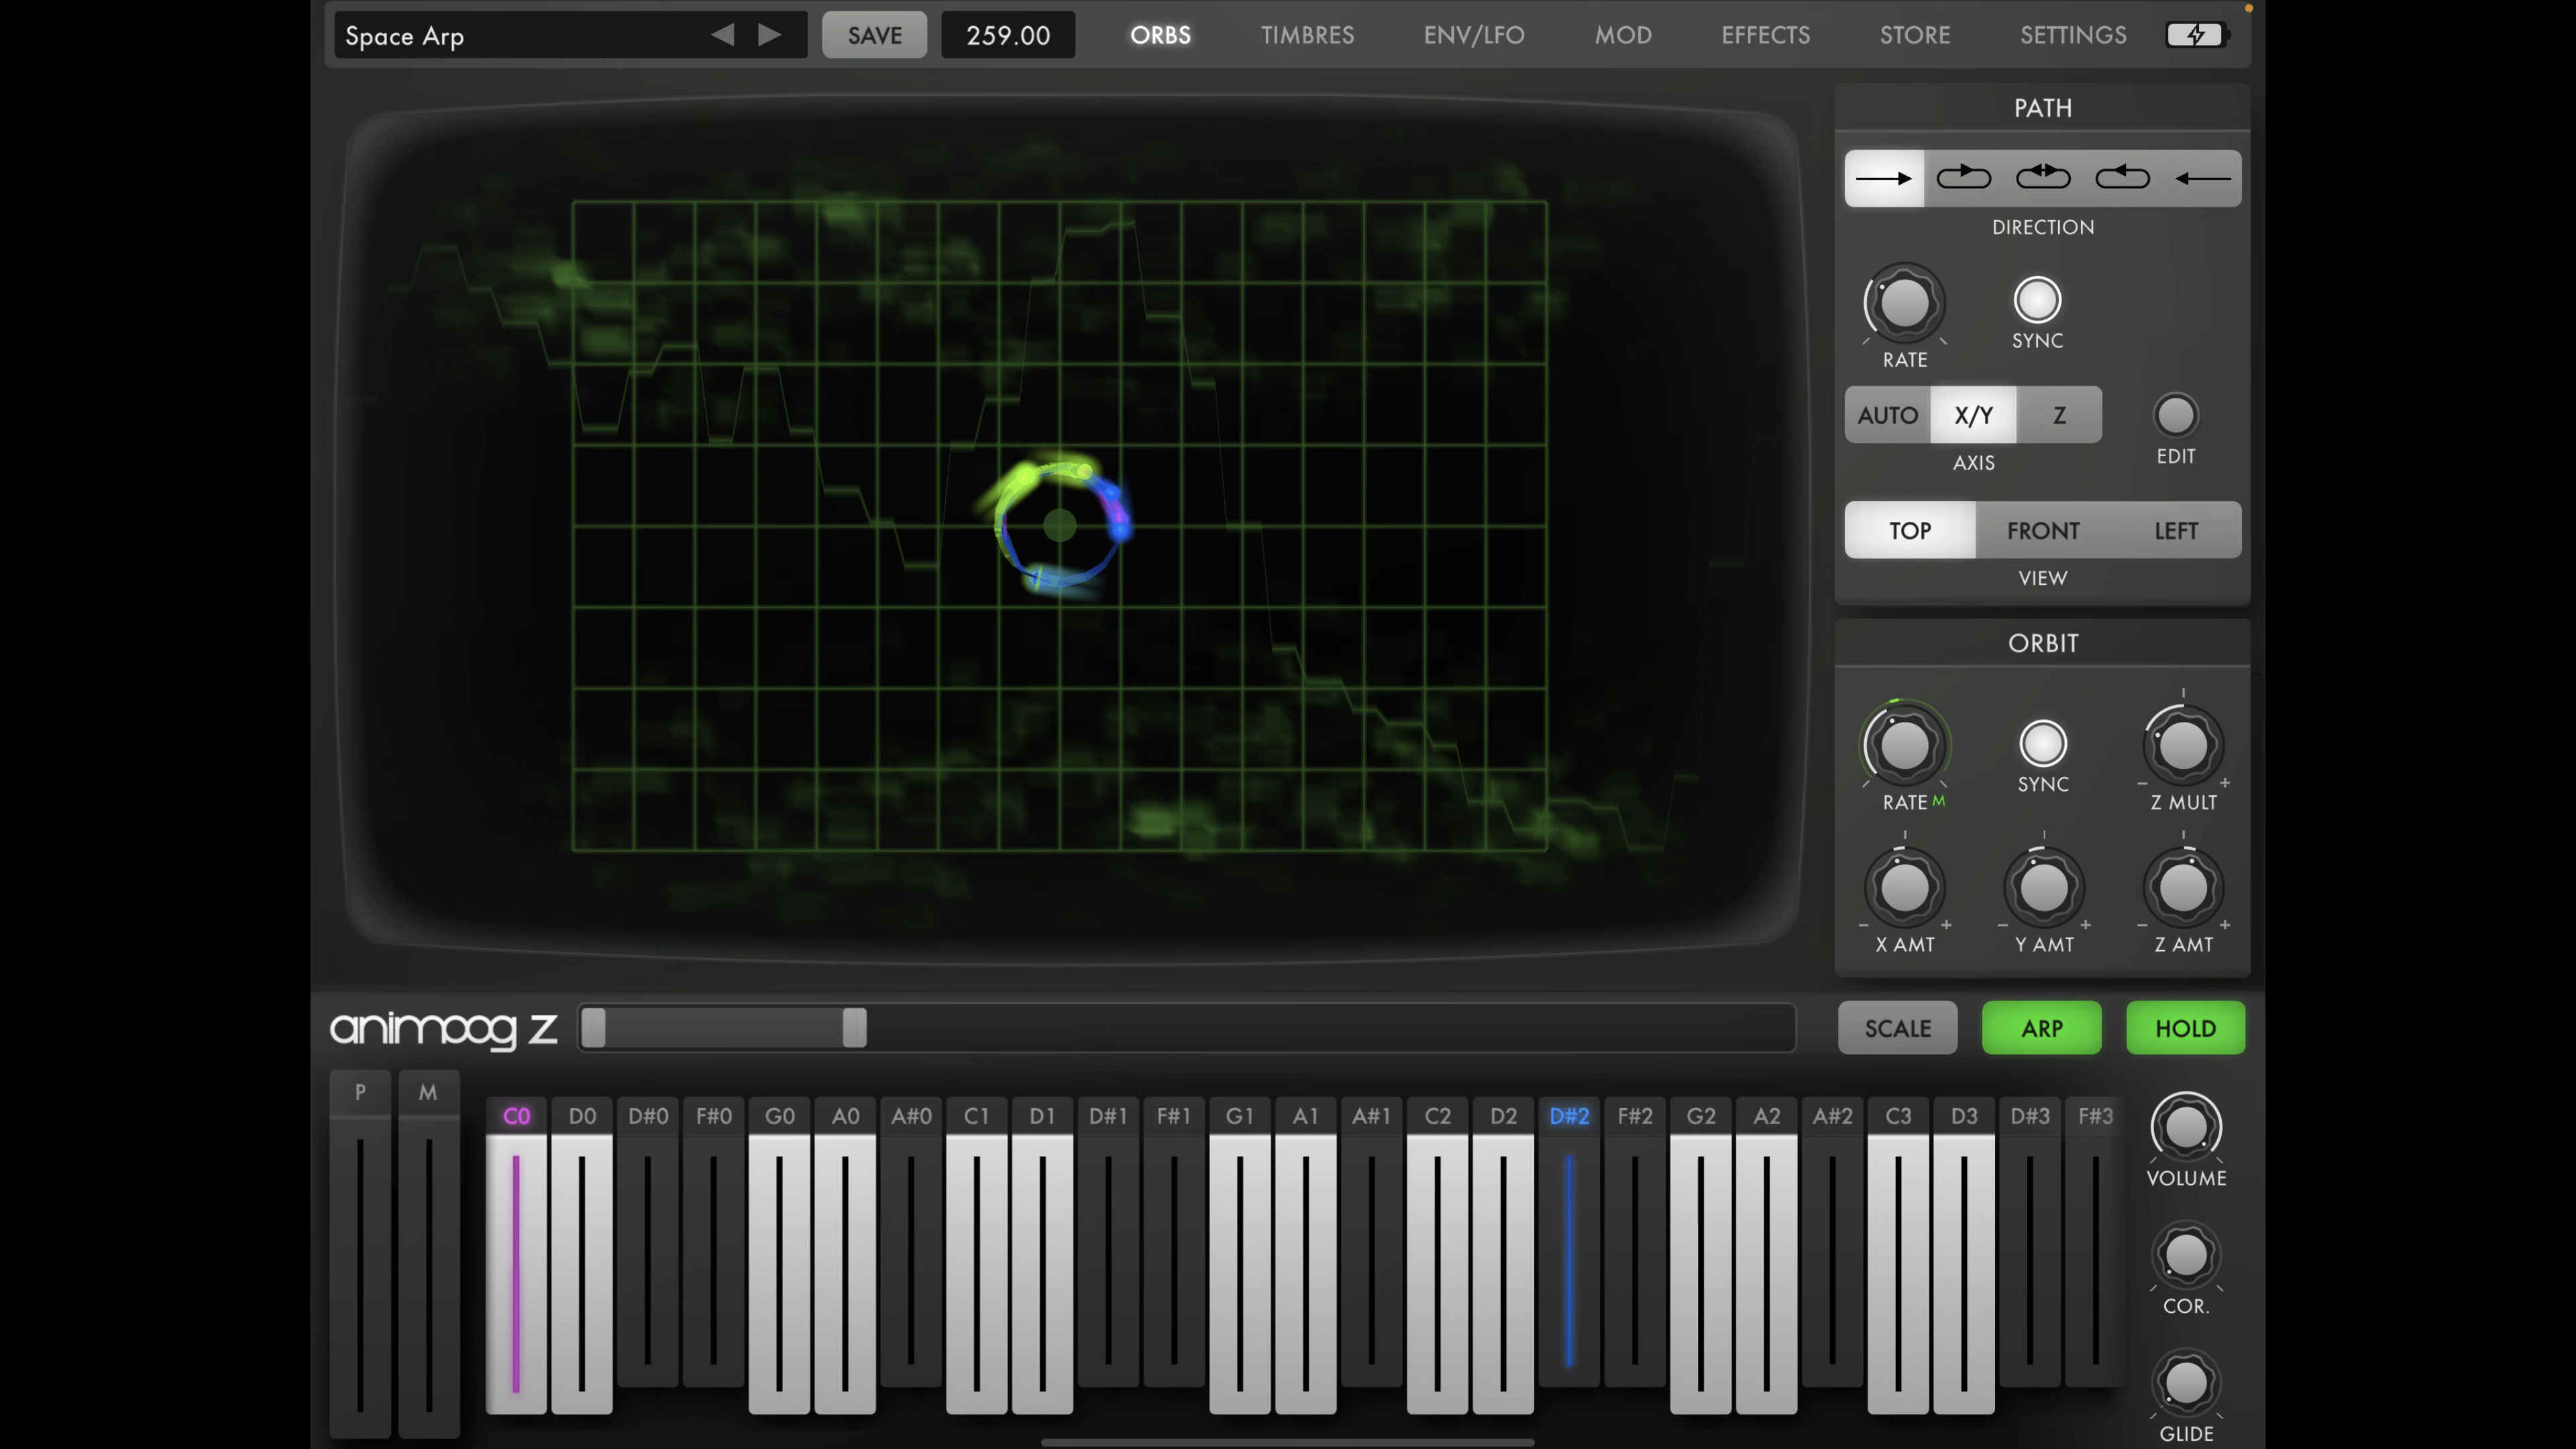 Space Arp SAVE 259.00 ORBS TIMBRES ENV/LFO MOD EFFECTS STORE SETTINGS
PATH
DIRECTION
RATE SYNC
AUTO X/Y Z
AXIS EDIT
TOP FRONT LEFT
VIEW
ORBIT
RATE M SYNC - + Z MULT
- + X AMT - + Y AMT - + Z AMT
animoog z SCALE ARP HOLD
P M C0 D0 D#0 F#0 G0 A0 A#0 C1 D1 D#1 F#1 G1 A1 A#1 C2 D2 D#2 F#2 G2 A2 A#2 C3 D3 D#3 F#3
VOLUME
COR.
GLIDE